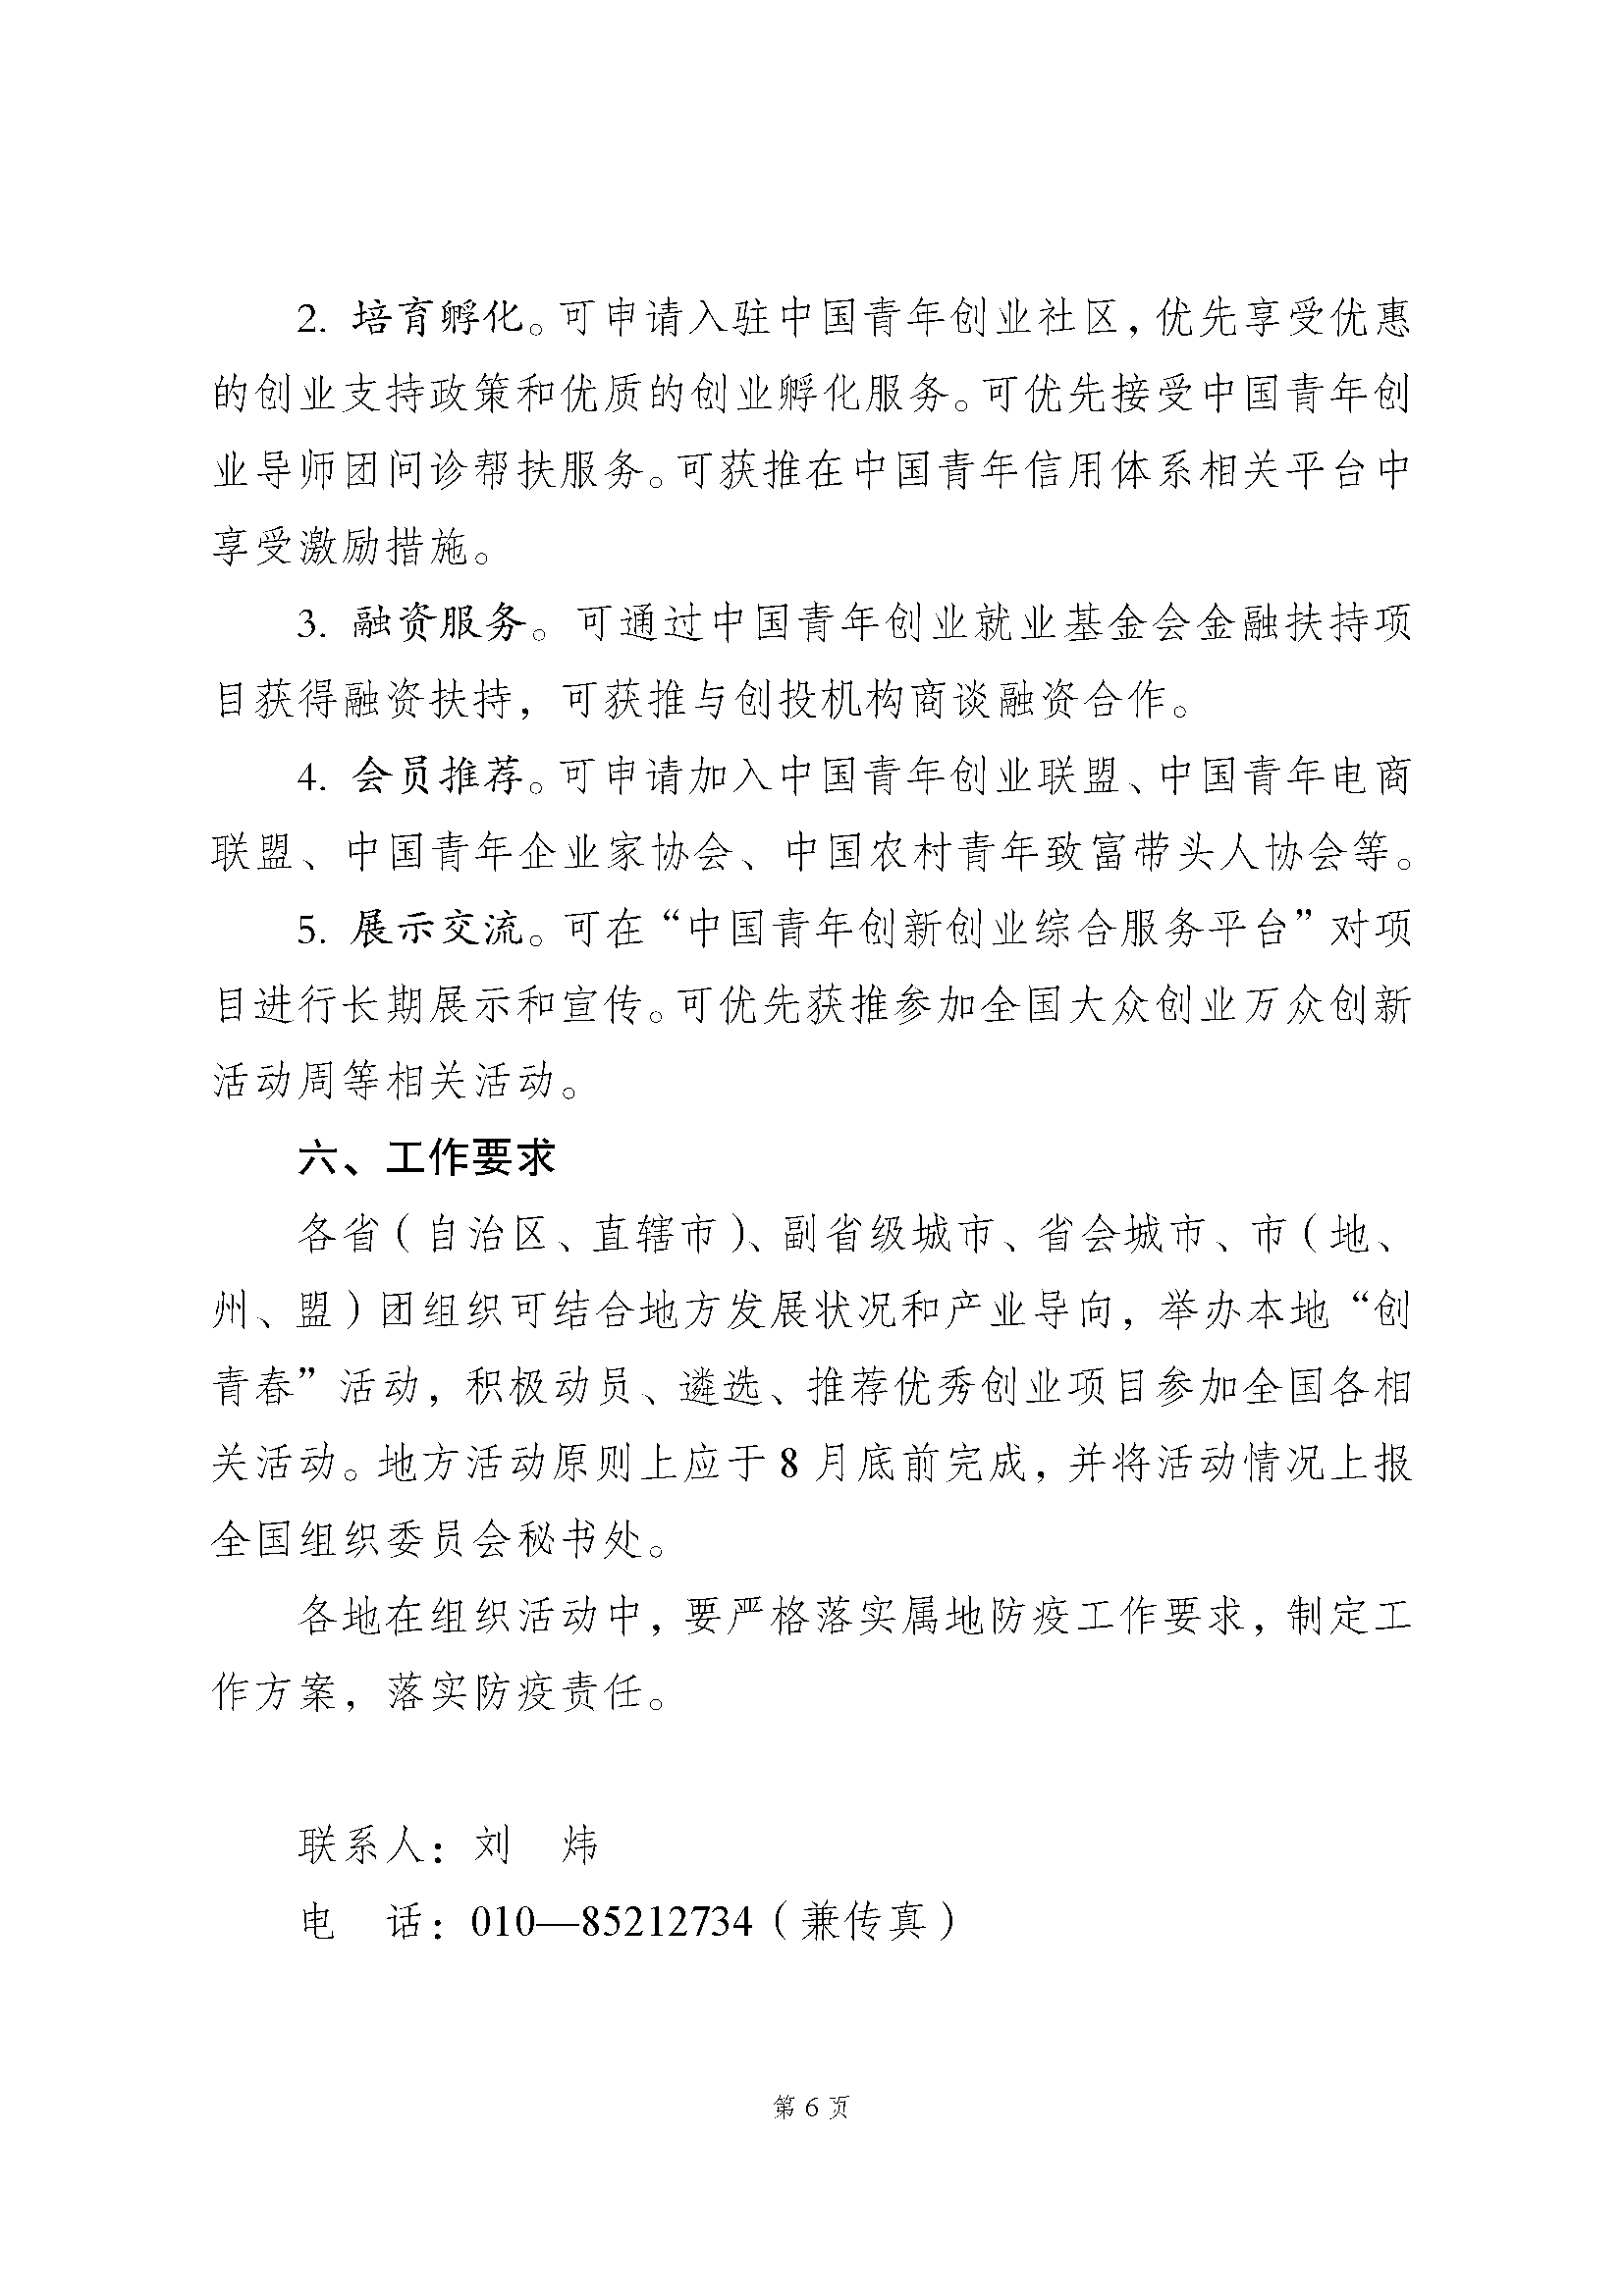 2. 培育孵化。可申请入驻中国青年创业社区，优先享受优惠
的创业支持政策和优质的创业孵化服务。可优先接受中国青年创
业导师团问诊帮扶服务。可获推在中国青年信用体系相关平台中
享受激励措施。
3. 融资服务。可通过中国青年创业就业基金会金融扶持项
目获得融资扶持，可获推与创投机构商谈融资合作。
4. 会员推荐。可申请加入中国青年创业联盟、中国青年电商
联盟、中国青年企业家协会、中国农村青年致富带头人协会等。
5. 展示交流。可在“中国青年创新创业综合服务平台”对项
目进行长期展示和宣传。可优先获推参加全国大众创业万众创新
活动周等相关活动。
六、工作要求
各省（自治区、直辖市）、副省级城市、省会城市、市（地、
州、盟）团组织可结合地方发展状况和产业导向，举办本地“创
青春”活动，积极动员、遴选、推荐优秀创业项目参加全国各相
关活动。地方活动原则上应于 8 月底前完成，并将活动情况上报
全国组织委员会秘书处。
各地在组织活动中，要严格落实属地防疫工作要求，制定工
作方案，落实防疫责任。
联系人：刘　炜
电　话：010—85212734（兼传真）
第 6 页